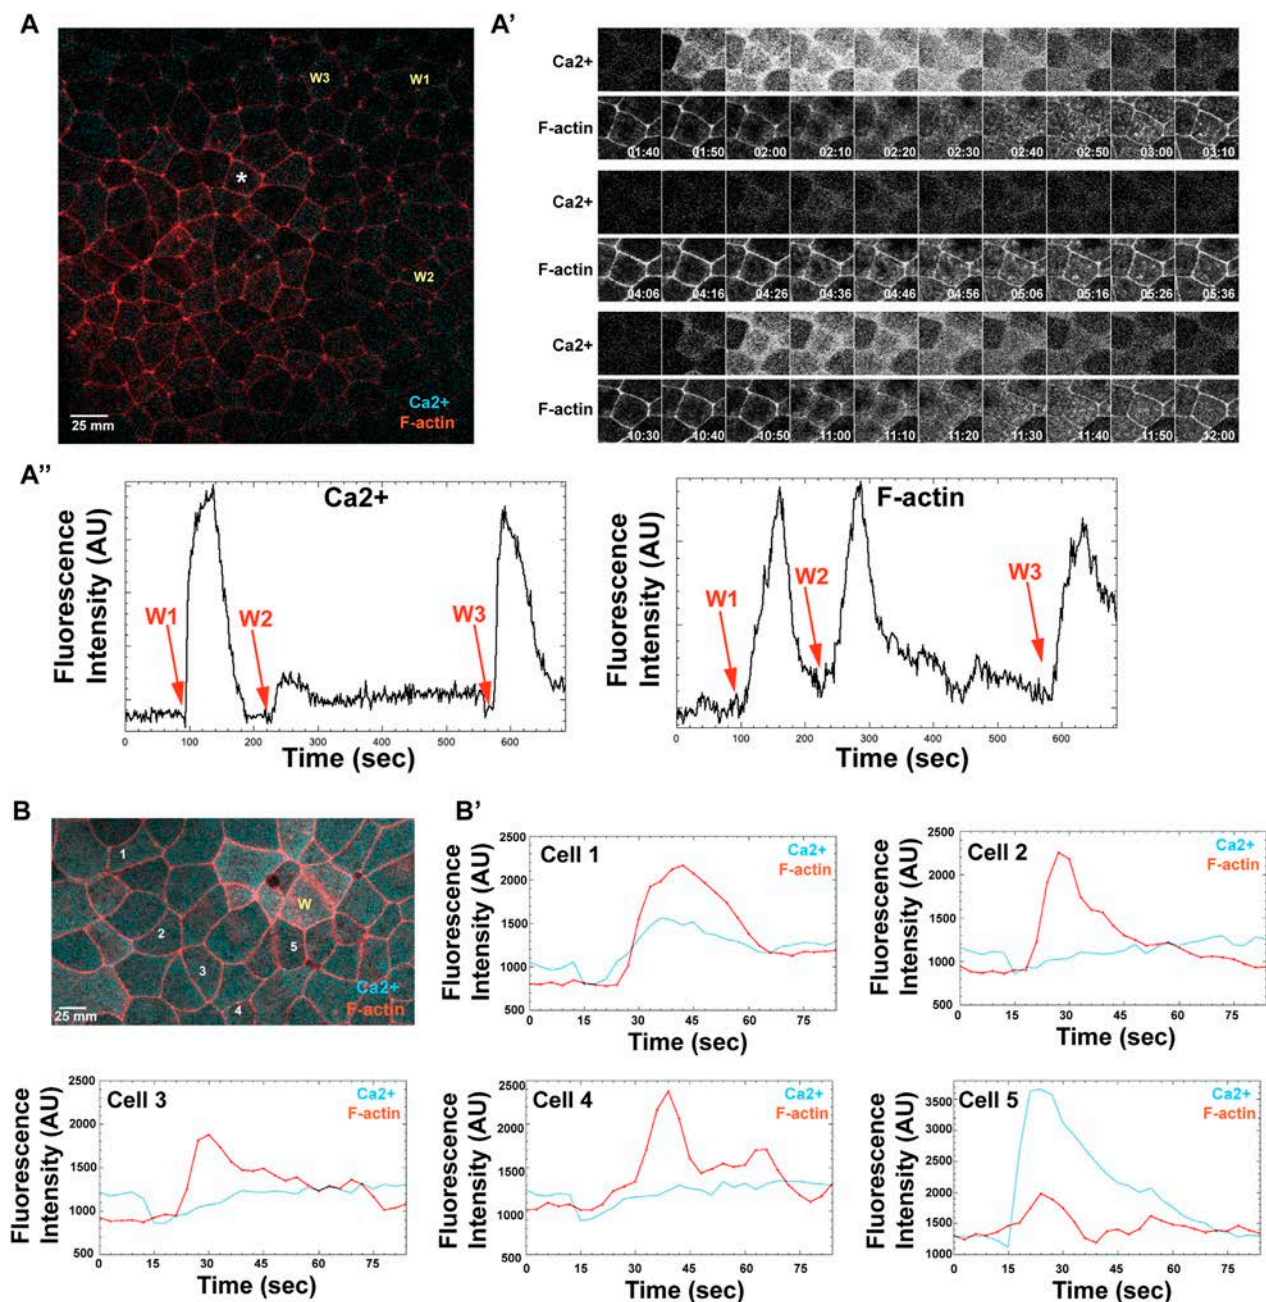 A
W3
W1
*
W2
Ca2+
F-actin
25 mm
A'
Ca2+
F-actin
01:40 01:50 02:00 02:10 02:20 02:30 02:40 02:50 03:00 03:10
Ca2+
F-actin
04:06 04:16 04:26 04:36 04:46 04:56 05:06 05:16 05:26 05:36
Ca2+
F-actin
10:30 10:40 10:50 11:00 11:10 11:20 11:30 11:40 11:50 12:00
A''
Ca2+
Fluorescence
Intensity (AU)
W1
W2
W3
0 100 200 300 400 500 600
Time (sec)
F-actin
Fluorescence
Intensity (AU)
W1
W2
W3
0 100 200 300 400 500 600
Time (sec)
B
1
W
2
5
3
4
Ca2+
F-actin
25 mm
B'
Cell 1
Ca2+
F-actin
Fluorescence
Intensity (AU)
2500
2000
1500
1000
500
0 15 30 45 60 75
Time (sec)
Cell 2
Ca2+
F-actin
Fluorescence
Intensity (AU)
2500
2000
1500
1000
500
0 15 30 45 60 75
Time (sec)
Cell 3
Ca2+
F-actin
Fluorescence
Intensity (AU)
2500
2000
1500
1000
500
0 15 30 45 60 75
Time (sec)
Cell 4
Ca2+
F-actin
Fluorescence
Intensity (AU)
2500
2000
1500
1000
500
0 15 30 45 60 75
Time (sec)
Cell 5
Ca2+
F-actin
Fluorescence
Intensity (AU)
3500
3000
2500
2000
1500
1000
0 15 30 45 60 75
Time (sec)